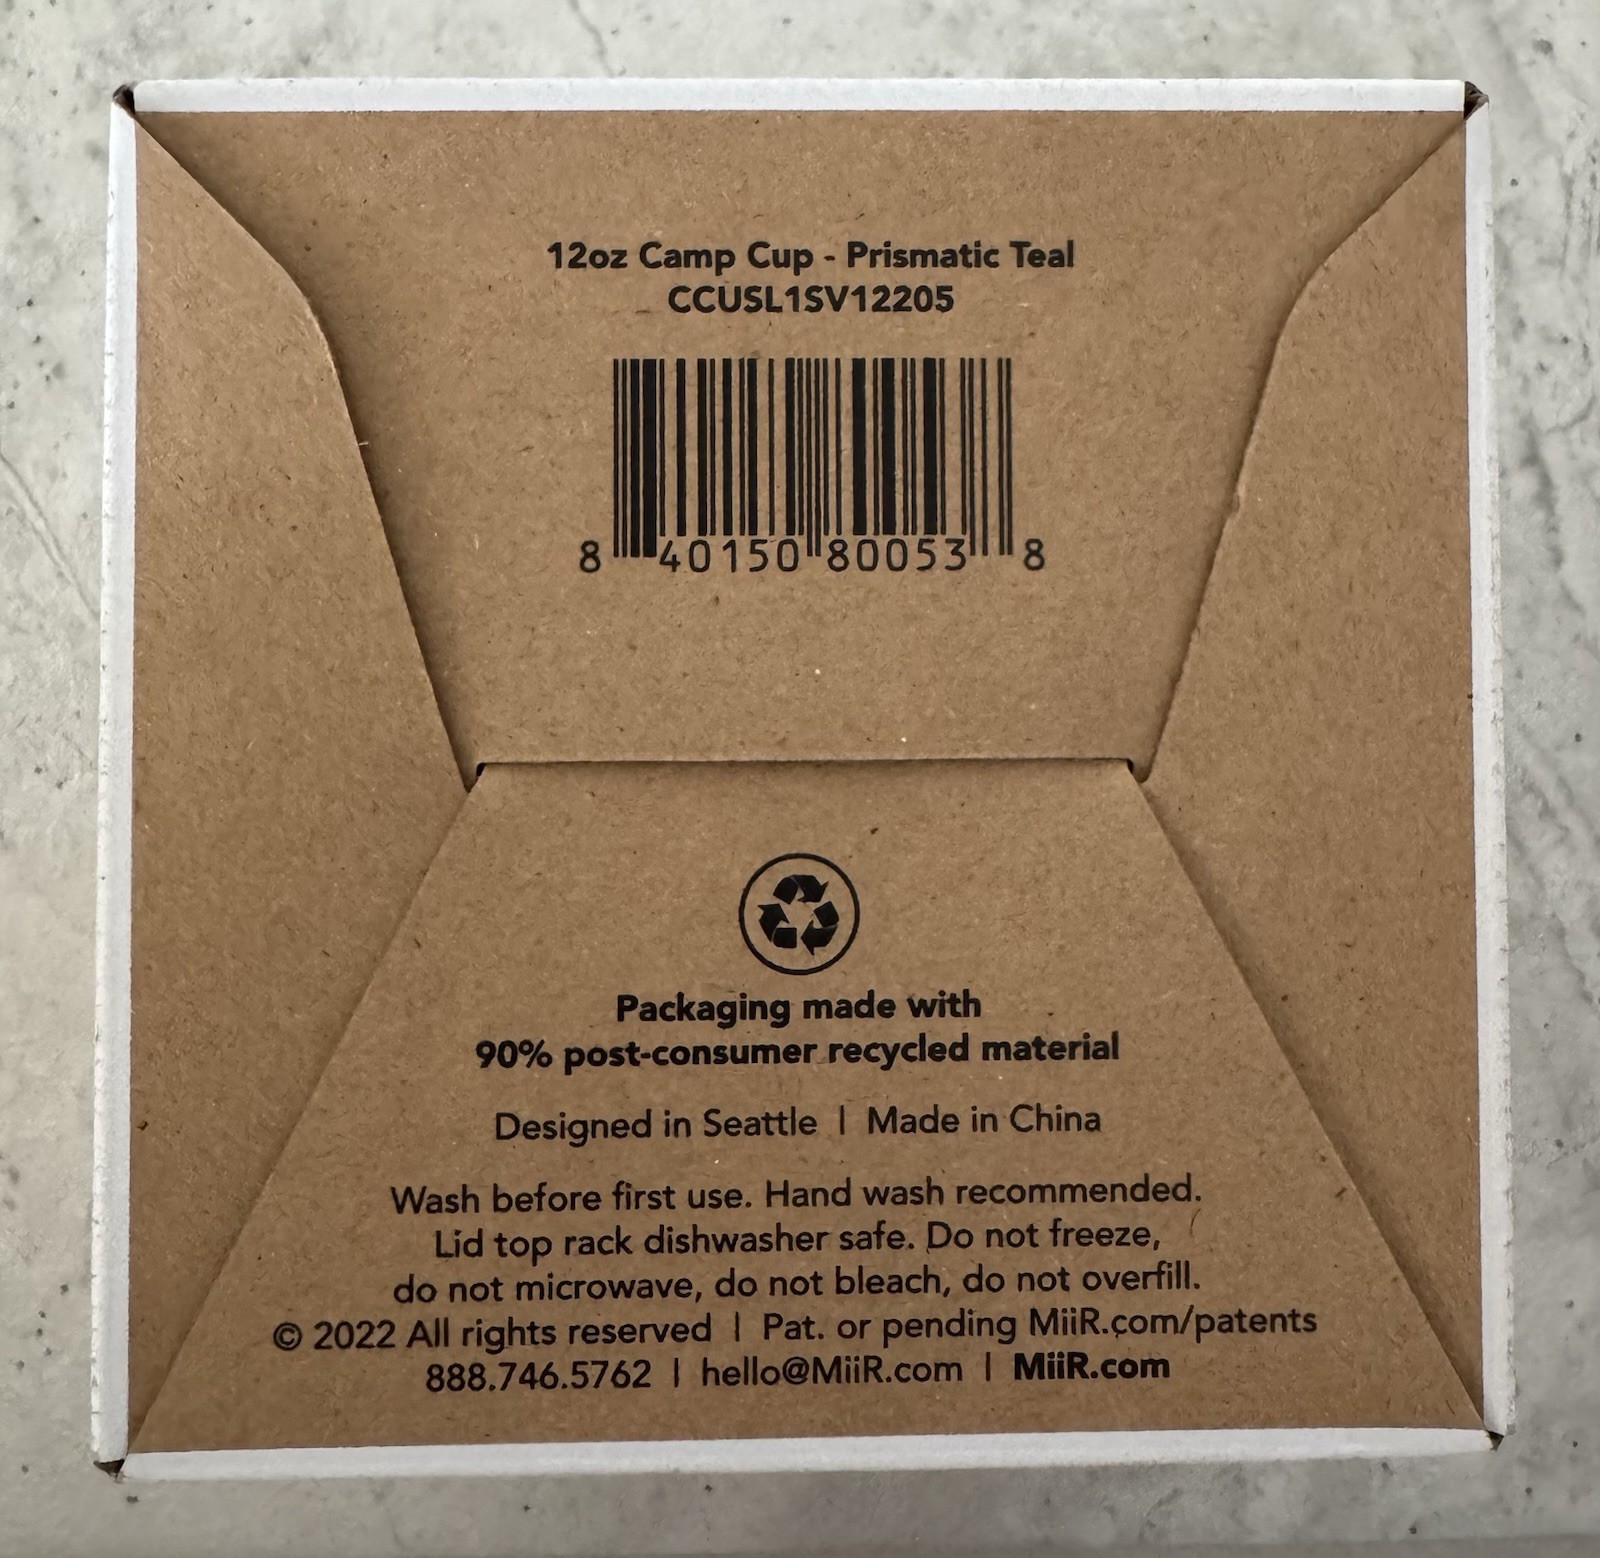 12oz Camp Cup - Prismatic Teal
CCUSL1SV12205
8 40150 80053 8
Packaging made with
90% post-consumer recycled material
Designed in Seattle | Made in China
Wash before first use. Hand wash recommended.
Lid top rack dishwasher safe. Do not freeze,
do not microwave, do not bleach, do not overfill.
© 2022 All rights reserved | Pat. or pending MiiR.com/patents
888.746.5762 | hello@MiiR.com | MiiR.com